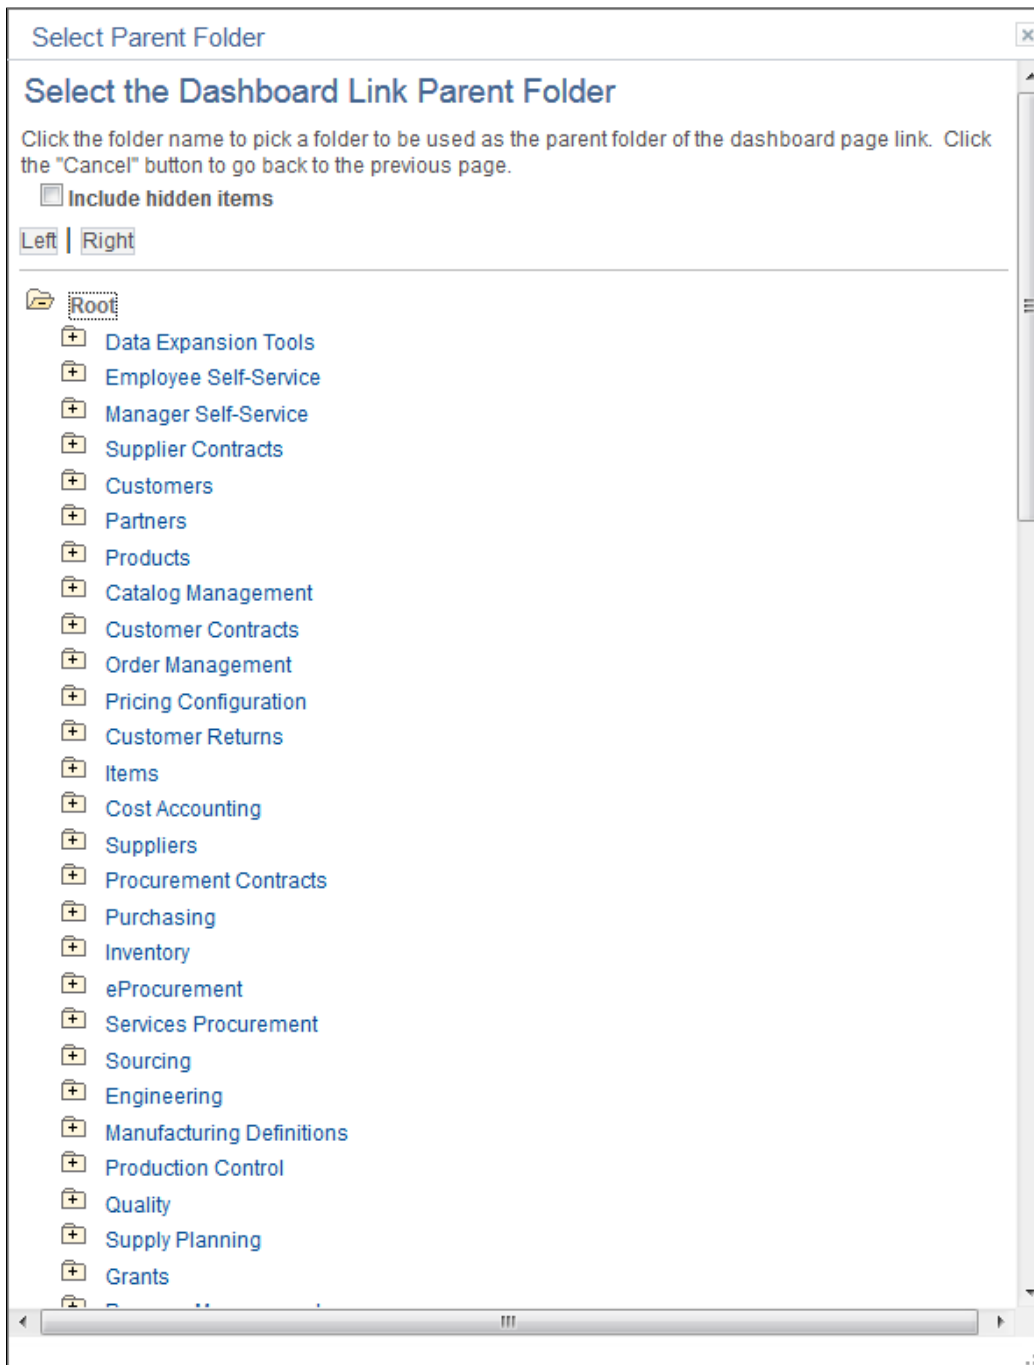 Select Parent Folder
Select the Dashboard Link Parent Folder
Click the folder name to pick a folder to be used as the parent folder of the dashboard page link. Click
the "Cancel" button to go back to the previous page.
Include hidden items
Left | Right
Root
Data Expansion Tools
Employee Self-Service
Manager Self-Service
Supplier Contracts
Customers
Partners
Products
Catalog Management
Customer Contracts
Order Management
Pricing Configuration
Customer Returns
Items
Cost Accounting
Suppliers
Procurement Contracts
Purchasing
Inventory
eProcurement
Services Procurement
Sourcing
Engineering
Manufacturing Definitions
Production Control
Quality
Supply Planning
Grants